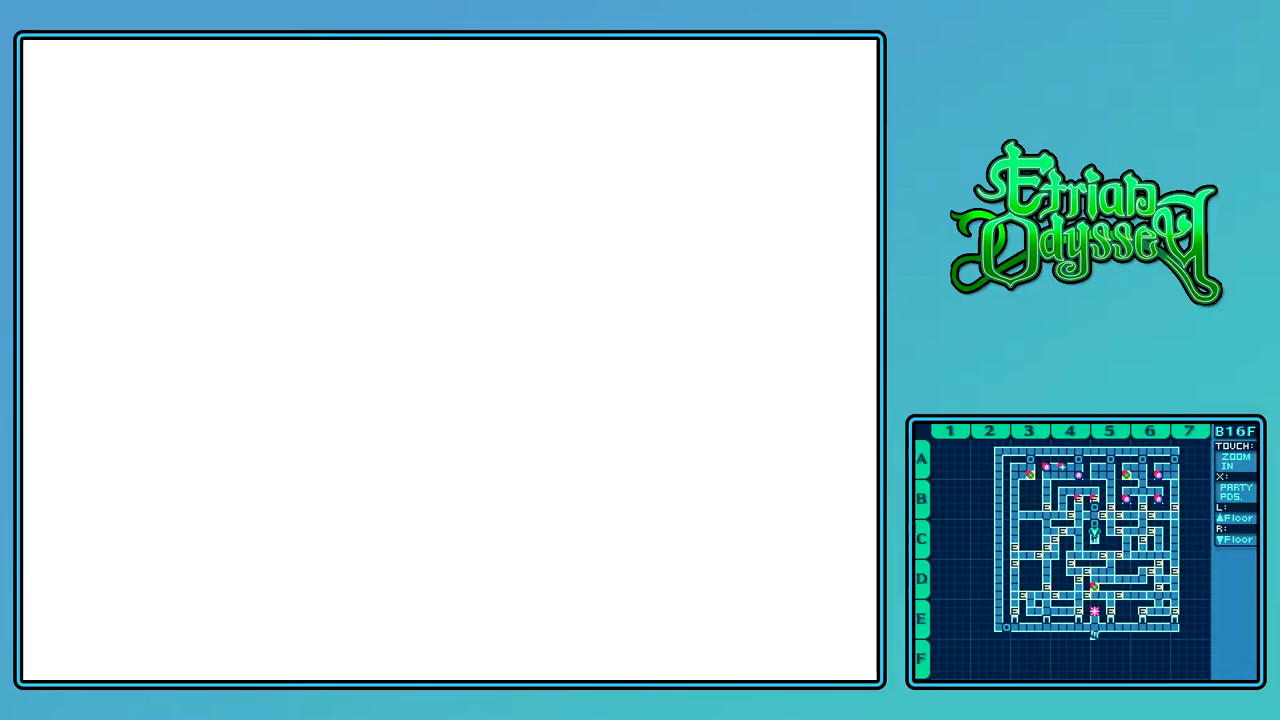 Etrian
Odyssey
1 2 3 4 5 6 7
B16F
A
B
C
D
E
F
TOUCH:
ZOOM
IN
X:
PARTY
POS.
L:
▲Floor
R:
▼Floor